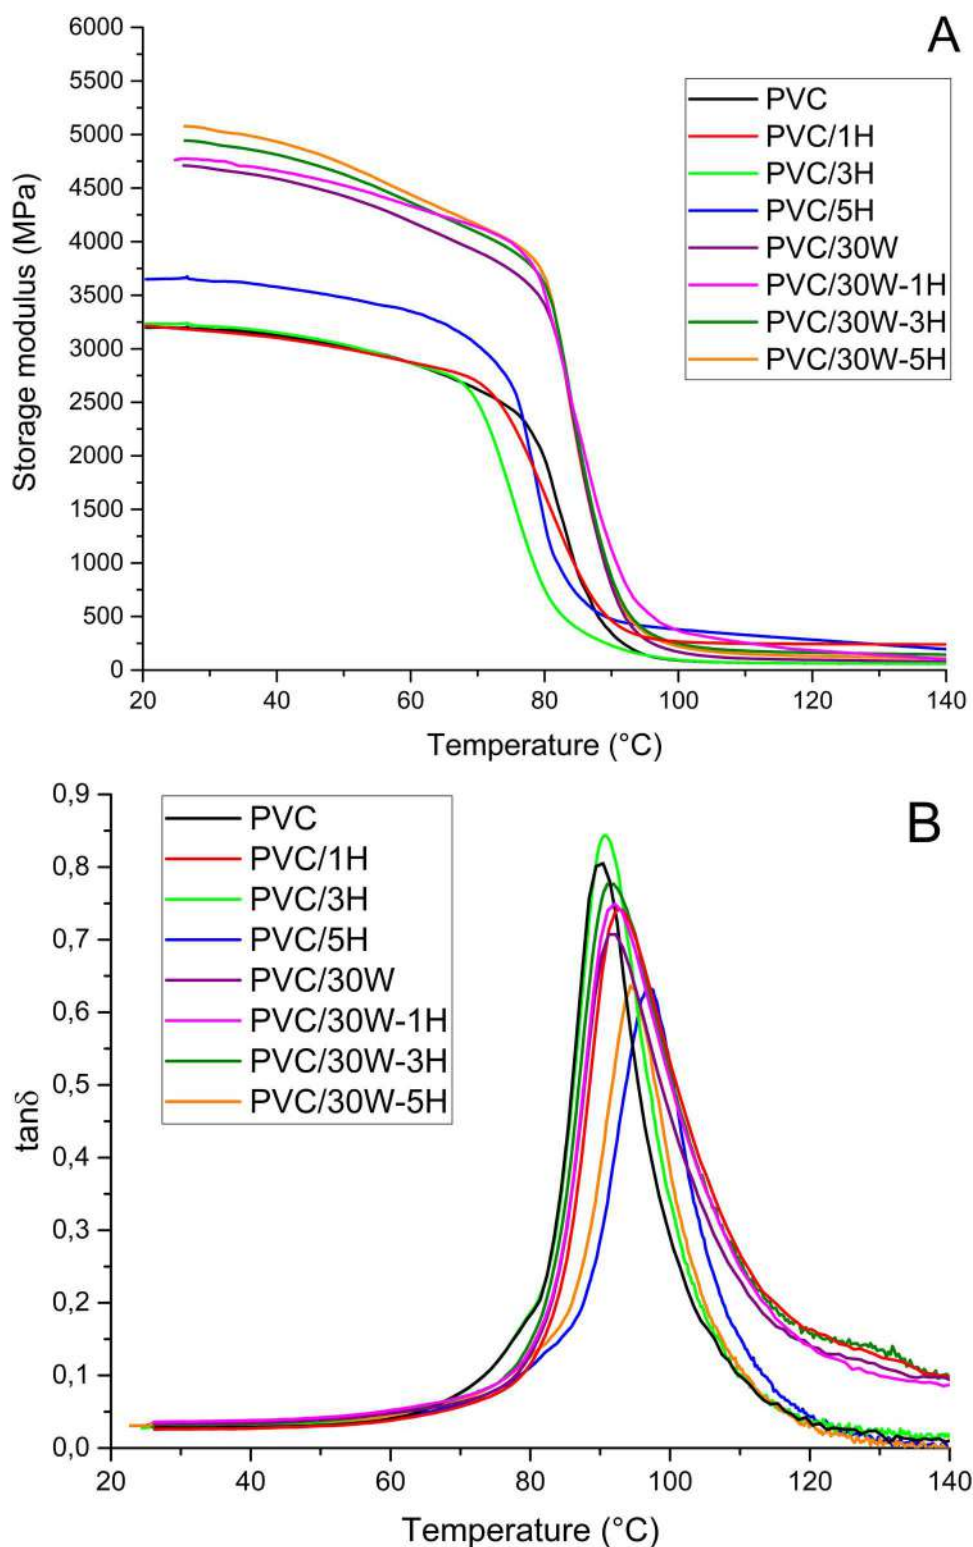 A
6000
5500
5000
4500
4000
3500
3000
2500
2000
1500
1000
500
0
Storage modulus (MPa)
PVC
PVC/1H
PVC/3H
PVC/5H
PVC/30W
PVC/30W-1H
PVC/30W-3H
PVC/30W-5H
20 40 60 80 100 120 140
Temperature (°C)
B
0,9
0,8
0,7
0,6
0,5
0,4
0,3
0,2
0,1
0,0
tanδ
PVC
PVC/1H
PVC/3H
PVC/5H
PVC/30W
PVC/30W-1H
PVC/30W-3H
PVC/30W-5H
20 40 60 80 100 120 140
Temperature (°C)